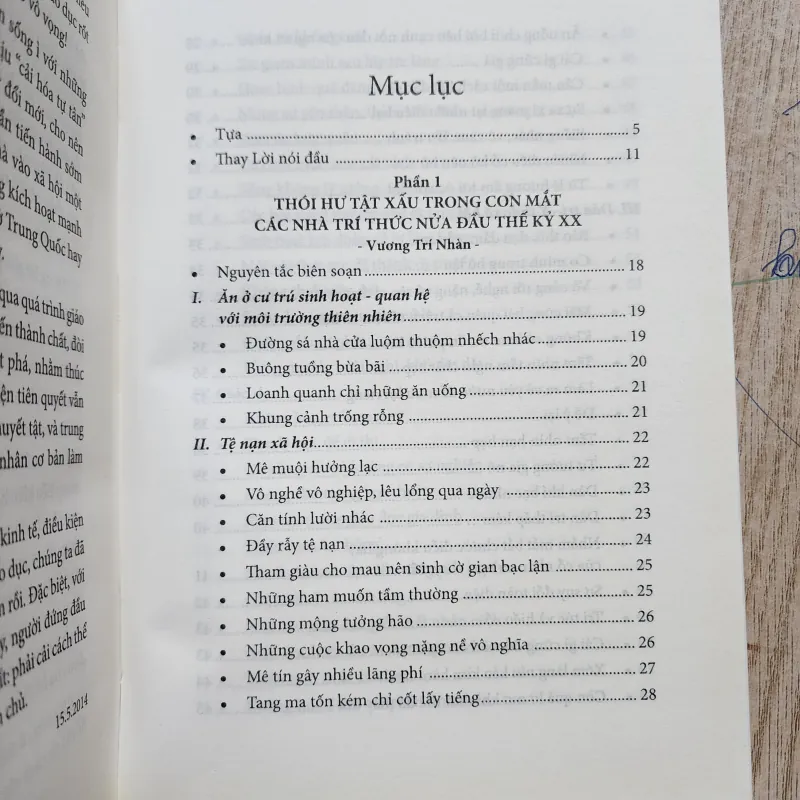 dục rốt
vô vọng!
sống ì với những
"cải hóa tự tân"
đổi mới, cho nên
tiến hành sớm
vào xã hội một
kích hoạt mạnh
Trung Quốc hay
qua quá trình giáo
thành chất, đòi
phá, nhằm thúc
tiên quyết vẫn
tật, và trung
nhân cơ bản làm
kinh tế, điều kiện
dục, chúng ta đã
rồi. Đặc biệt, với
người đứng đầu
phải cải cách thể
chủ.
15.5.2014
Mục lục
• Tựa ..... 5
• Thay Lời nói đầu ..... 11
Phần 1
THÓI HƯ TẬT XẤU TRONG CON MẮT
CÁC NHÀ TRÍ THỨC NỬA ĐẦU THẾ KỶ XX
- Vương Trí Nhàn -
• Nguyên tắc biên soạn ..... 18
I. Ăn ở cư trú sinh hoạt - quan hệ
với môi trường thiên nhiên ..... 19
• Đường sá nhà cửa luộm thuộm nhếch nhác ..... 19
• Buông tuồng bừa bãi ..... 20
• Loanh quanh chỉ những ăn uống ..... 21
• Khung cảnh trống rỗng ..... 21
II. Tệ nạn xã hội ..... 22
• Mê muội hưởng lạc ..... 22
• Vô nghề vô nghiệp, lêu lổng qua ngày ..... 23
• Căn tính lười nhác ..... 23
• Đầy rẫy tệ nạn ..... 24
• Tham giàu cho mau nên sinh cờ gian bạc lận ..... 25
• Những ham muốn tầm thường ..... 25
• Những mộng tưởng hão ..... 26
• Những cuộc khao vọng nặng nề vô nghĩa ..... 26
• Mê tín gây nhiều lãng phí ..... 27
• Tang ma tốn kém chỉ cốt lấy tiếng ..... 28